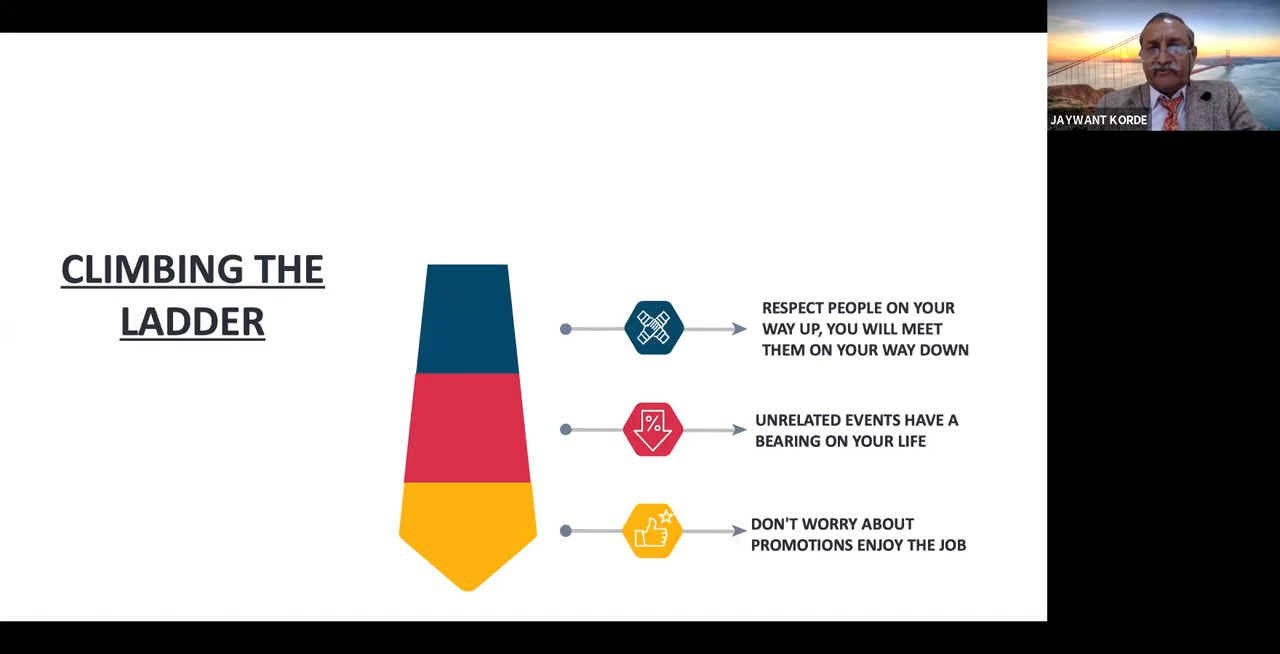 JAYWANT KORDE
CLIMBING THE
LADDER
RESPECT PEOPLE ON YOUR
WAY UP, YOU WILL MEET
THEM ON YOUR WAY DOWN
%
UNRELATED EVENTS HAVE A
BEARING ON YOUR LIFE
DON'T WORRY ABOUT
PROMOTIONS ENJOY THE JOB